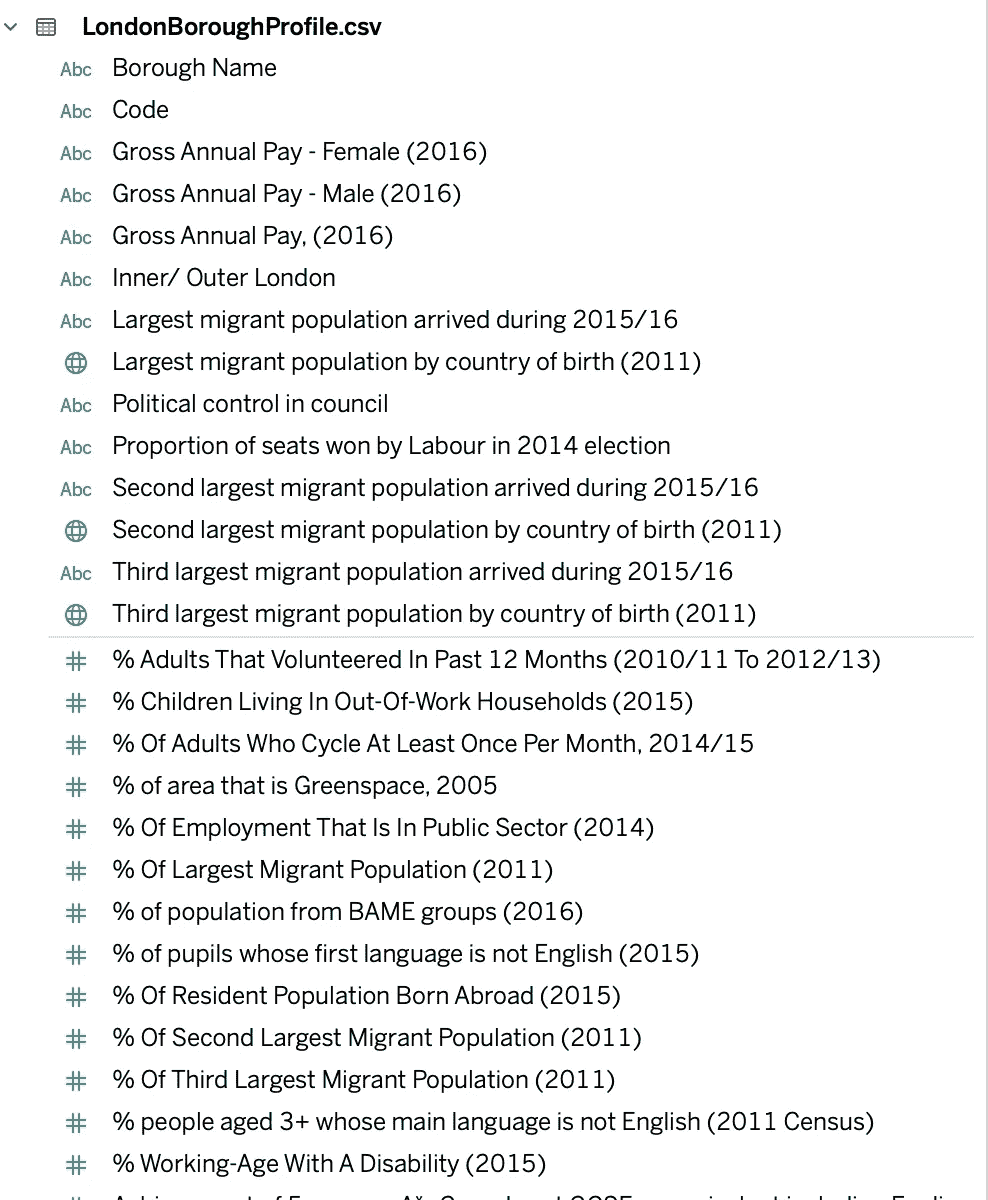 LondonBoroughProfile.csv
Abc Borough Name
Abc Code
Abc Gross Annual Pay - Female (2016)
Abc Gross Annual Pay - Male (2016)
Abc Gross Annual Pay, (2016)
Abc Inner/ Outer London
Abc Largest migrant population arrived during 2015/16
Largest migrant population by country of birth (2011)
Abc Political control in council
Abc Proportion of seats won by Labour in 2014 election
Abc Second largest migrant population arrived during 2015/16
Second largest migrant population by country of birth (2011)
Abc Third largest migrant population arrived during 2015/16
Third largest migrant population by country of birth (2011)
# % Adults That Volunteered In Past 12 Months (2010/11 To 2012/13)
# % Children Living In Out-Of-Work Households (2015)
# % Of Adults Who Cycle At Least Once Per Month, 2014/15
# % of area that is Greenspace, 2005
# % Of Employment That Is In Public Sector (2014)
# % Of Largest Migrant Population (2011)
# % of population from BAME groups (2016)
# % of pupils whose first language is not English (2015)
# % Of Resident Population Born Abroad (2015)
# % Of Second Largest Migrant Population (2011)
# % Of Third Largest Migrant Population (2011)
# % people aged 3+ whose main language is not English (2011 Census)
# % Working-Age With A Disability (2015)